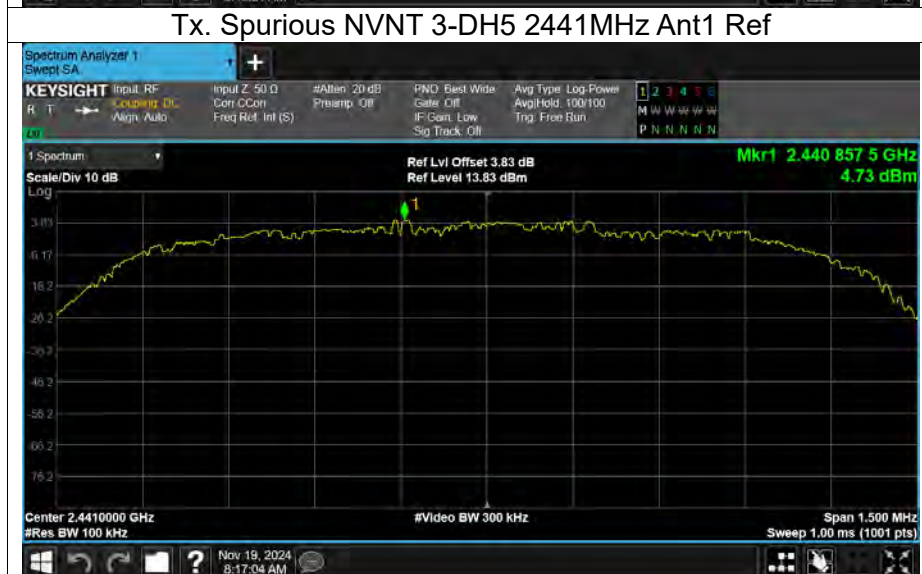 Tx. Spurious NVNT 3-DH5 2441MHz Ant1 Ref
Spectrum Analyzer 1
Swept SA
+
KEYSIGHT Input: RF
R T
Coupling: DC
Align: Auto
Input Z: 50 Ω
Corr CCorr
Freq Ref: Int (S)
#Atten: 20 dB
Preamp: Off
PNO: Best Wide
Gate: Off
IF Gain: Low
Sig Track: Off
Avg Type: Log-Power
Avg|Hold: 100/100
Trig: Free Run
1 2 3 4 5 6
M W W W W W
P N N N N N
1 Spectrum
Scale/Div 10 dB
Log
Ref Lvl Offset 3.83 dB
Ref Level 13.83 dBm
Mkr1 2.440 857 5 GHz
4.73 dBm
1
3.83
-6.17
-16.2
-26.2
-36.2
-46.2
-56.2
-66.2
-76.2
Center 2.4410000 GHz
#Res BW 100 kHz
#Video BW 300 kHz
Span 1.500 MHz
Sweep 1.00 ms (1001 pts)
?
Nov 19, 2024
8:17:04 AM